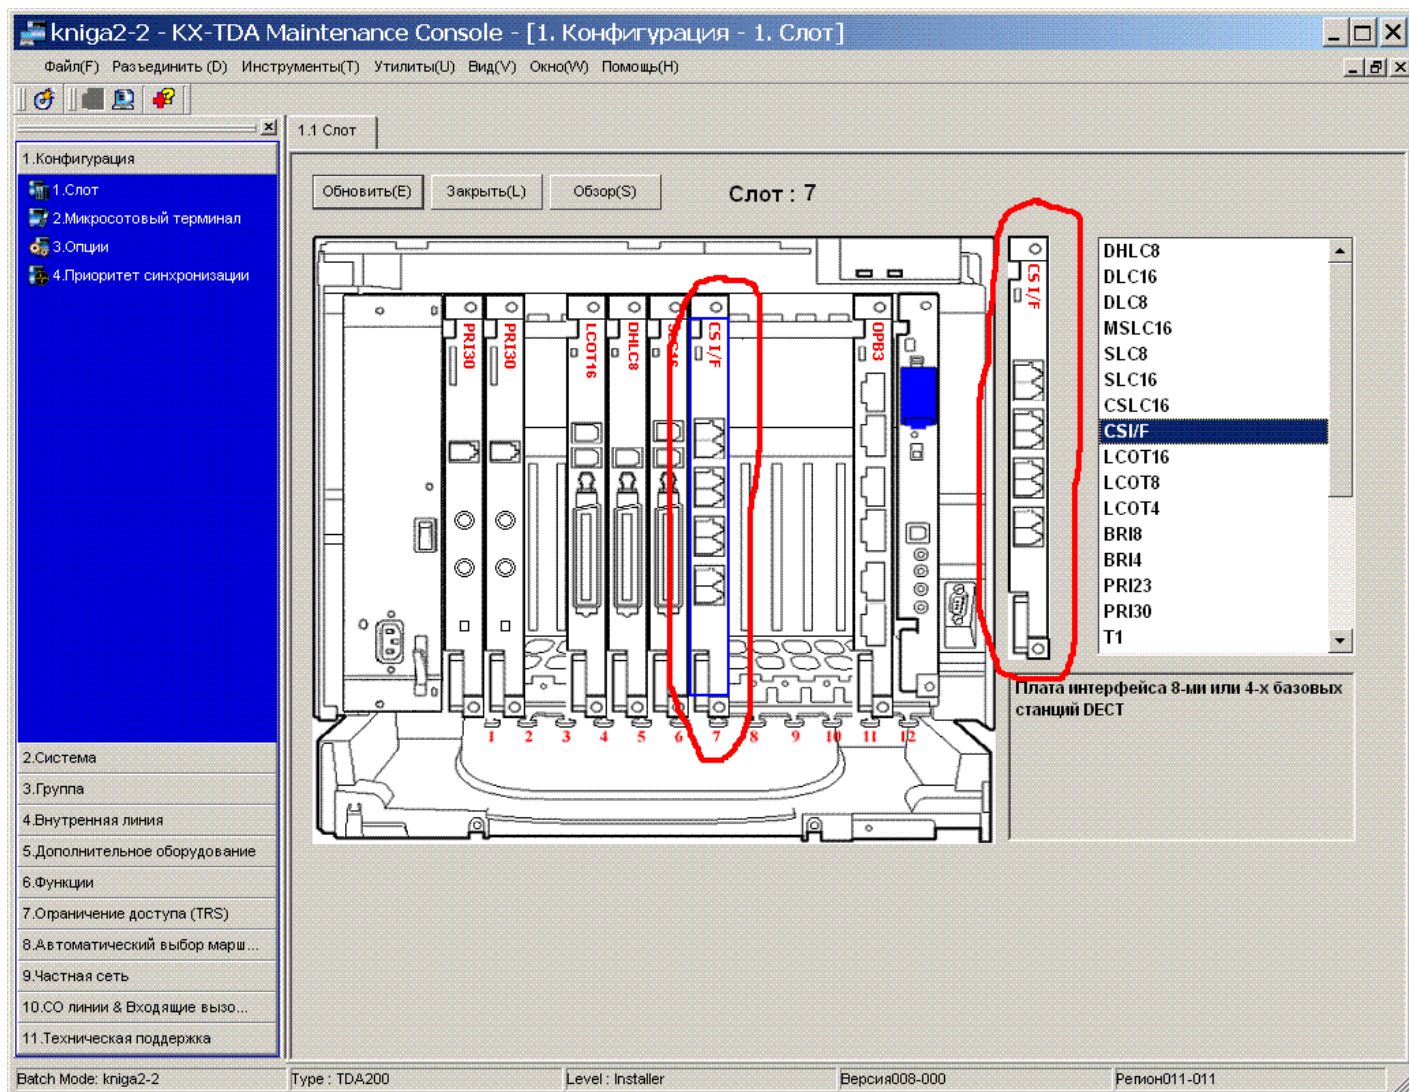 kniga2-2 - KX-TDA Maintenance Console - [1. Конфигурация - 1. Слот]
Файл(F) Разъединить (D) Инструменты(T) Утилиты(U) Вид(V) Окно(W) Помощь(H)
1.1 Слот
1.Конфигурация
1.Слот
2.Микросотовый терминал
3.Опции
4.Приоритет синхронизации
2.Система
3.Группа
4.Внутренняя линия
5.Дополнительное оборудование
6.Функции
7.Ограничение доступа (TRS)
8.Автоматический выбор марш...
9.Частная сеть
10.СО линии & Входящие вызо...
11.Техническая поддержка
Обновить(E) Закрыть(L) Обзор(S) Слот : 7
PRI30
PRI30
LCOT16
DHLC8
SLC16
CSI/F
OPB3
1 2 3 4 5 6 7 8 9 10 11 12
CSI/F
DHLC8
DLC16
DLC8
MSLC16
SLC8
SLC16
CSLC16
CSI/F
LCOT16
LCOT8
LCOT4
BRI8
BRI4
PRI23
PRI30
T1
Плата интерфейса 8-ми или 4-х базовых
станций DECT
Batch Mode: kniga2-2 Type : TDA200 Level : Installer Версия008-000 Регион011-011